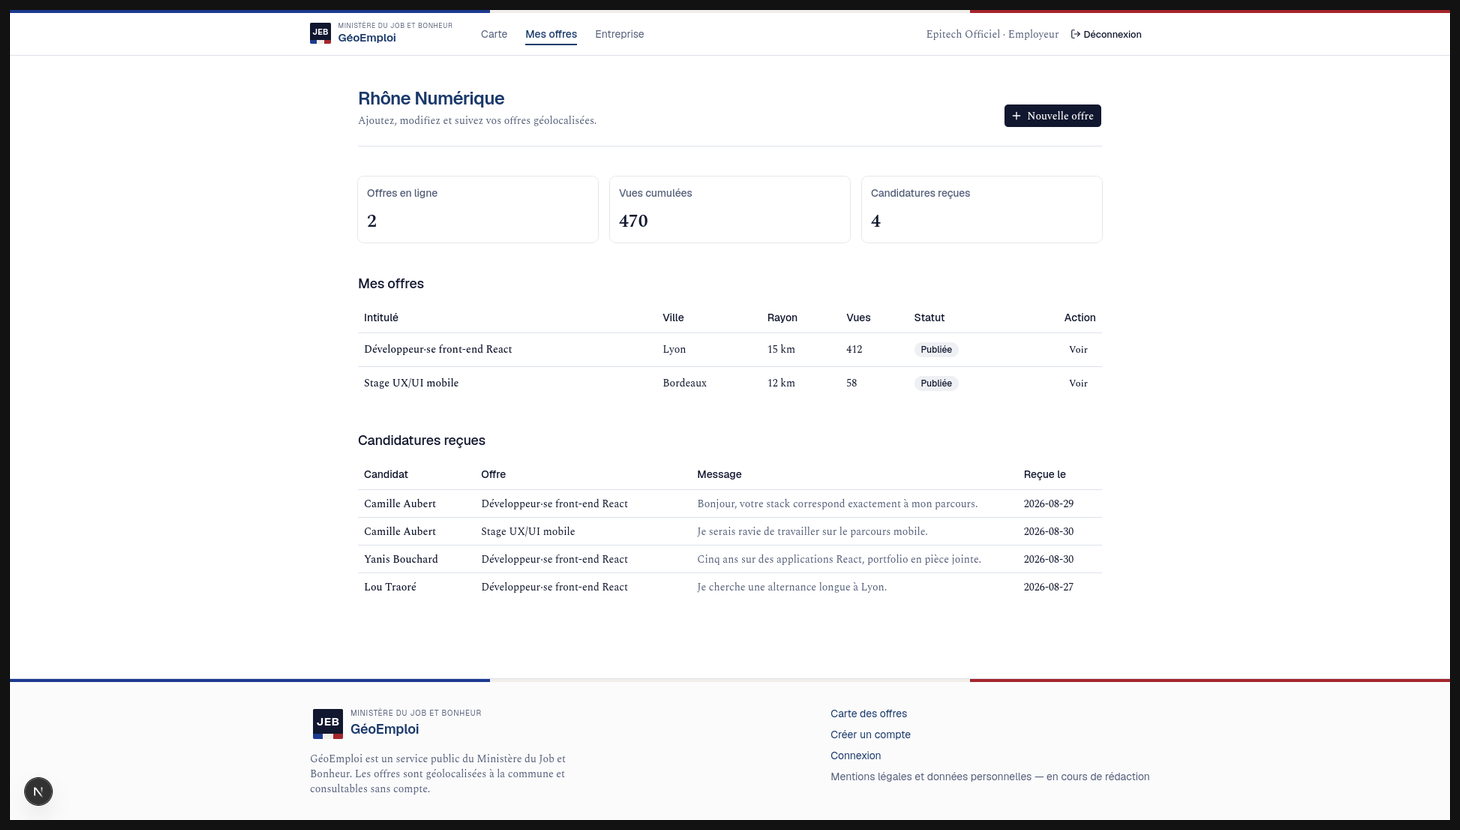 JEB
MINISTÈRE DU JOB ET BONHEUR
GéoEmploi
Carte
Mes offres
Entreprise
Epitech Officiel · Employeur
Déconnexion
Rhône Numérique
Ajoutez, modifiez et suivez vos offres géolocalisées.
Nouvelle offre
Offres en ligne
2
Vues cumulées
470
Candidatures reçues
4
Mes offres
Intitulé Ville Rayon Vues Statut Action
Développeur·se front-end React Lyon 15 km 412 Publiée Voir
Stage UX/UI mobile Bordeaux 12 km 58 Publiée Voir
Candidatures reçues
Candidat Offre Message Reçue le
Camille Aubert Développeur·se front-end React Bonjour, votre stack correspond exactement à mon parcours. 2026-08-29
Camille Aubert Stage UX/UI mobile Je serais ravie de travailler sur le parcours mobile. 2026-08-30
Yanis Bouchard Développeur·se front-end React Cinq ans sur des applications React, portfolio en pièce jointe. 2026-08-30
Lou Traoré Développeur·se front-end React Je cherche une alternance longue à Lyon. 2026-08-27
JEB
MINISTÈRE DU JOB ET BONHEUR
GéoEmploi
GéoEmploi est un service public du Ministère du Job et
Bonheur. Les offres sont géolocalisées à la commune et
consultables sans compte.
Carte des offres
Créer un compte
Connexion
Mentions légales et données personnelles — en cours de rédaction
N